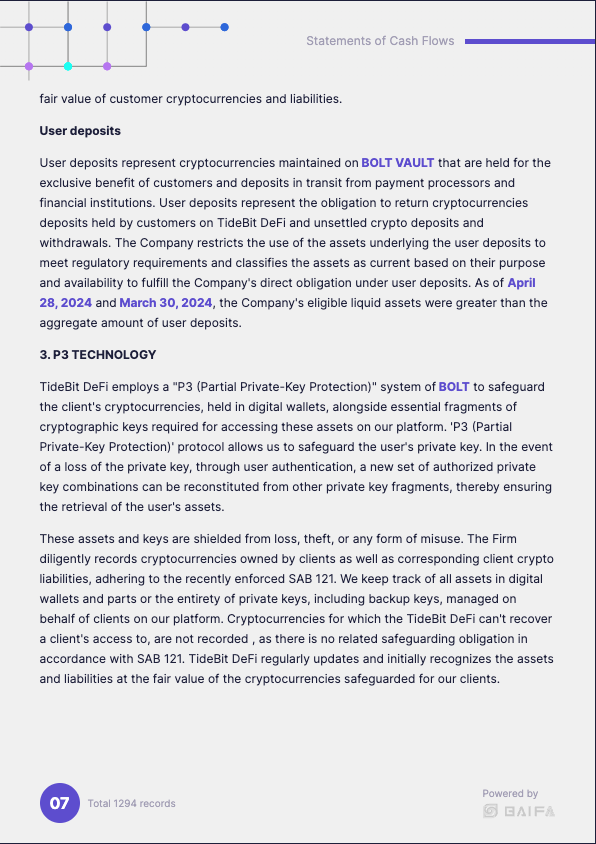 Statements of Cash Flows
fair value of customer cryptocurrencies and liabilities.
User deposits
User deposits represent cryptocurrencies maintained on BOLT VAULT that are held for the
exclusive benefit of customers and deposits in transit from payment processors and
financial institutions. User deposits represent the obligation to return cryptocurrencies
deposits held by customers on TideBit DeFi and unsettled crypto deposits and
withdrawals. The Company restricts the use of the assets underlying the user deposits to
meet regulatory requirements and classifies the assets as current based on their purpose
and availability to fulfill the Company's direct obligation under user deposits. As of April
28, 2024 and March 30, 2024, the Company's eligible liquid assets were greater than the
aggregate amount of user deposits.
3. P3 TECHNOLOGY
TideBit DeFi employs a "P3 (Partial Private-Key Protection)" system of BOLT to safeguard
the client's cryptocurrencies, held in digital wallets, alongside essential fragments of
cryptographic keys required for accessing these assets on our platform. 'P3 (Partial
Private-Key Protection)' protocol allows us to safeguard the user's private key. In the event
of a loss of the private key, through user authentication, a new set of authorized private
key combinations can be reconstituted from other private key fragments, thereby ensuring
the retrieval of the user's assets.
These assets and keys are shielded from loss, theft, or any form of misuse. The Firm
diligently records cryptocurrencies owned by clients as well as corresponding client crypto
liabilities, adhering to the recently enforced SAB 121. We keep track of all assets in digital
wallets and parts or the entirety of private keys, including backup keys, managed on
behalf of clients on our platform. Cryptocurrencies for which the TideBit DeFi can't recover
a client's access to, are not recorded , as there is no related safeguarding obligation in
accordance with SAB 121. TideBit DeFi regularly updates and initially recognizes the assets
and liabilities at the fair value of the cryptocurrencies safeguarded for our clients.
07 Total 1294 records
Powered by
BAIFA